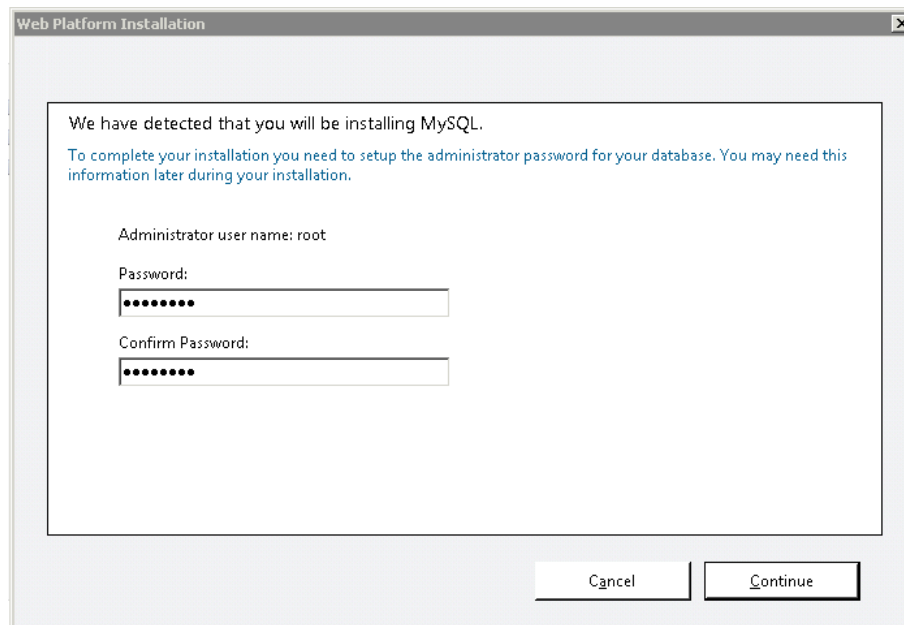 Web Platform Installation
We have detected that you will be installing MySQL.
To complete your installation you need to setup the administrator password for your database. You may need this
information later during your installation.
Administrator user name: root
Password:
••••••••
Confirm Password:
••••••••
Cancel
Continue